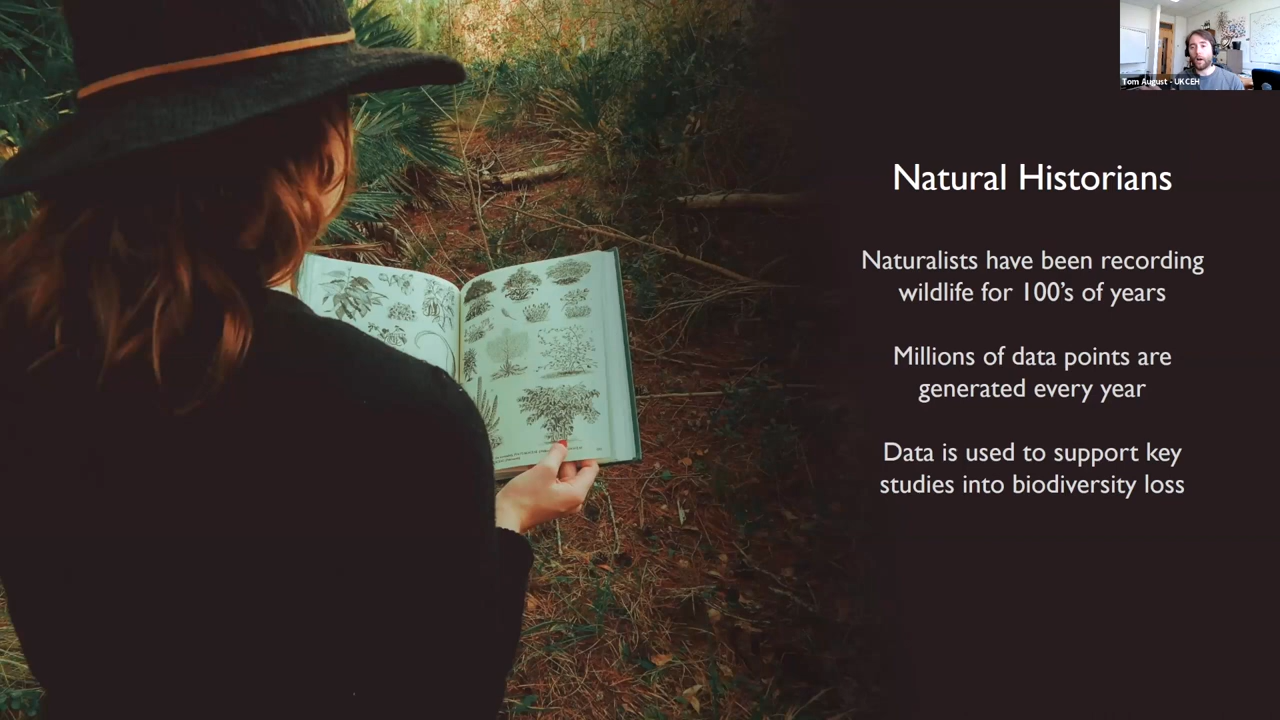 Tom August - UKCEH
Natural Historians
Naturalists have been recording
wildlife for 100's of years
Millions of data points are
generated every year
Data is used to support key
studies into biodiversity loss